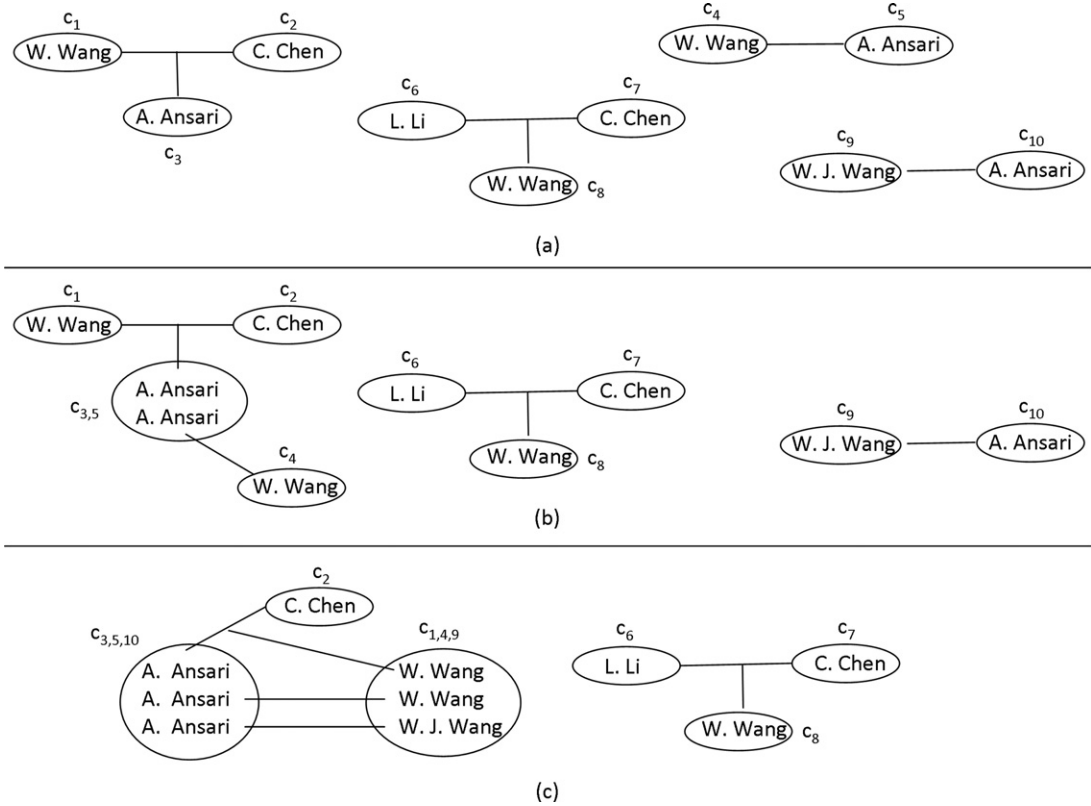 c1 c2
W. Wang C. Chen
A. Ansari
c3
c4 c5
W. Wang A. Ansari
c6 c7
L. Li C. Chen
W. Wang c8
c9 c10
W. J. Wang A. Ansari
(a)
c1 c2
W. Wang C. Chen
A. Ansari
A. Ansari
c3,5
c4
W. Wang
c6 c7
L. Li C. Chen
W. Wang c8
c9 c10
W. J. Wang A. Ansari
(b)
c2
C. Chen
c3,5,10 c1,4,9
A. Ansari W. Wang
A. Ansari W. Wang
A. Ansari W. J. Wang
c6 c7
L. Li C. Chen
W. Wang c8
(c)